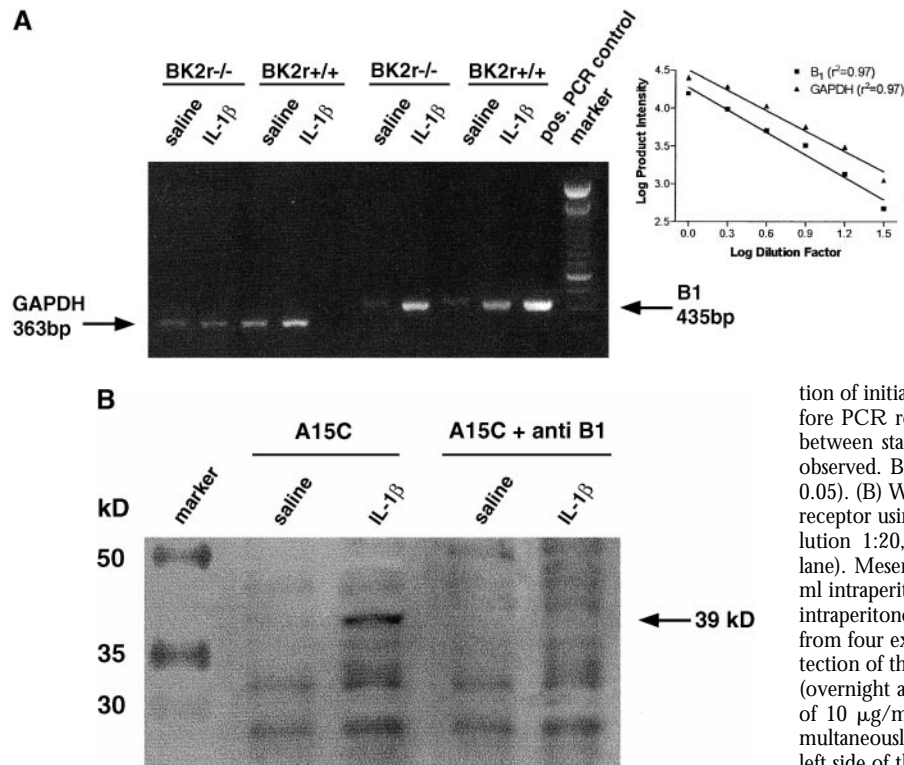 A
BK2r-/- BK2r+/+ BK2r-/- BK2r+/+
saline IL-1β saline IL-1β saline IL-1β saline IL-1β pos. PCR control marker
GAPDH
363bp
B1
435bp
B₁ (r²=0.97)
GAPDH (r²=0.97)
Log Product Intensity
4.5
4.0
3.5
3.0
2.5
0.0 0.3 0.6 0.9 1.2 1.5
Log Dilution Factor
B
A15C A15C + anti B1
kD marker saline IL-1β saline IL-1β
50
35
30
39 kD
tion of initia
fore PCR re
between sta
observed. B
0.05). (B) W
receptor usin
lution 1:20,
lane). Meser
ml intraperit
intraperitone
from four ex
tection of th
(overnight a
of 10 μg/m
multaneously
left side of th